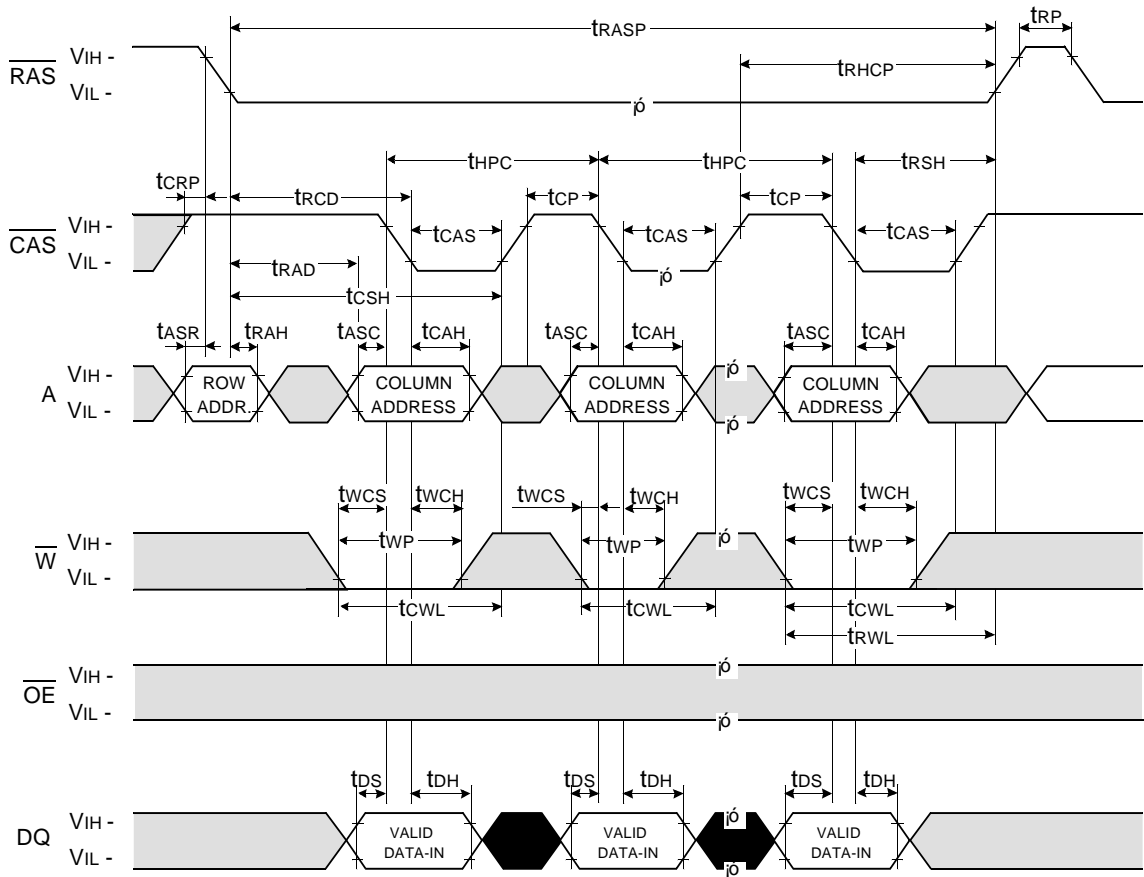 tRASP
tRP
RAS
VIH -
VIL -
tRHCP
¡ó
tHPC
tHPC
tRSH
tCRP
tRCD
tCP
tCP
CAS
VIH -
VIL -
tCAS
tCAS
tCAS
¡ó
tRAD
tCSH
tASR
tRAH
tASC
tCAH
tASC
tCAH
tASC
tCAH
A
VIH -
VIL -
ROW
ADDR.
COLUMN
ADDRESS
COLUMN
ADDRESS
¡ó
¡ó
COLUMN
ADDRESS
tWCS
tWCH
tWCS
tWCH
tWCS
tWCH
W
VIH -
VIL -
tWP
tWP
¡ó
tWP
tCWL
tCWL
tCWL
tRWL
OE
VIH -
VIL -
¡ó
¡ó
tDS
tDH
tDS
tDH
tDS
tDH
DQ
VIH -
VIL -
VALID
DATA-IN
VALID
DATA-IN
¡ó
¡ó
VALID
DATA-IN